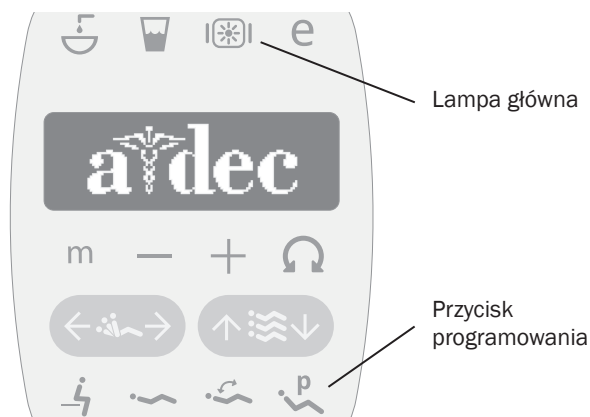 e
Lampa główna
a dec
m
Przycisk
programowania
p